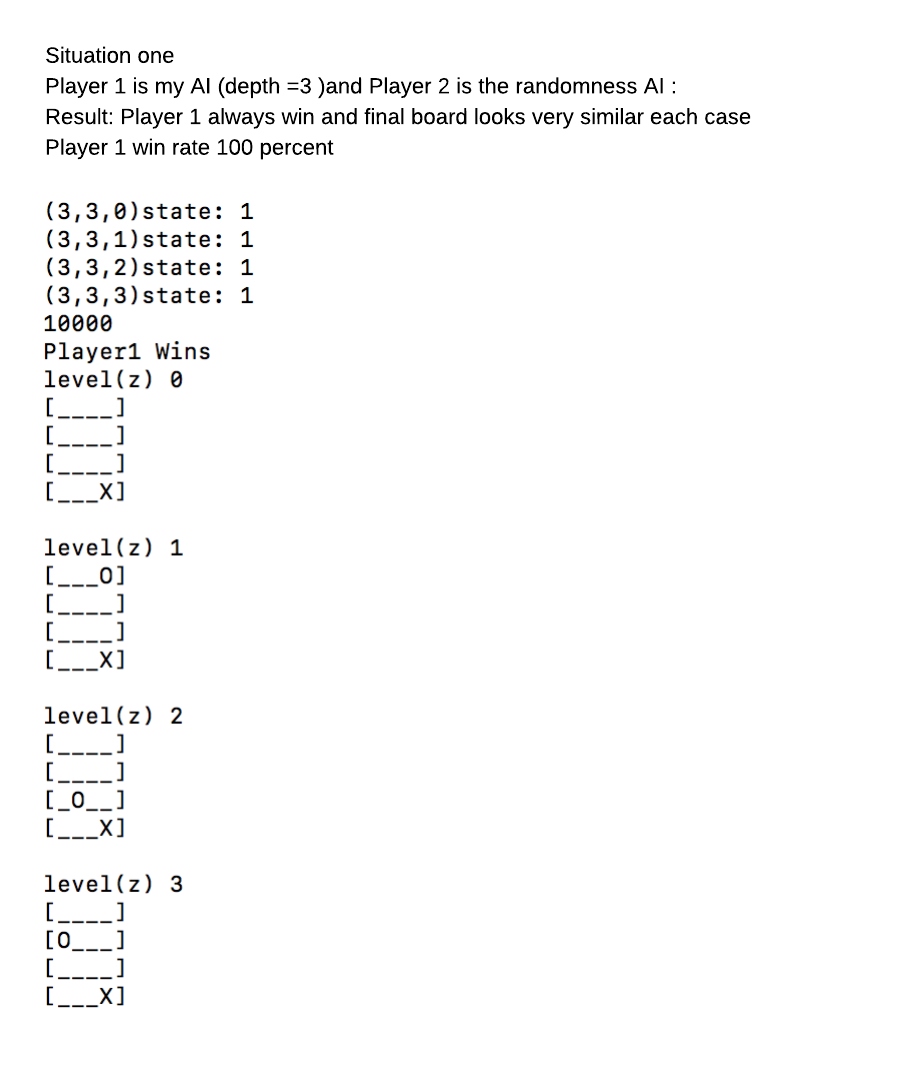 Situation one
Player 1 is my AI (depth =3 )and Player 2 is the randomness AI :
Result: Player 1 always win and final board looks very similar each case
Player 1 win rate 100 percent
(3,3,0)state: 1
(3,3,1)state: 1
(3,3,2)state: 1
(3,3,3)state: 1
10000
Player1 Wins
level(z) 0
[____]
[____]
[____]
[___X]
level(z) 1
[___O]
[____]
[____]
[___X]
level(z) 2
[____]
[____]
[_O__]
[___X]
level(z) 3
[____]
[O___]
[____]
[___X]